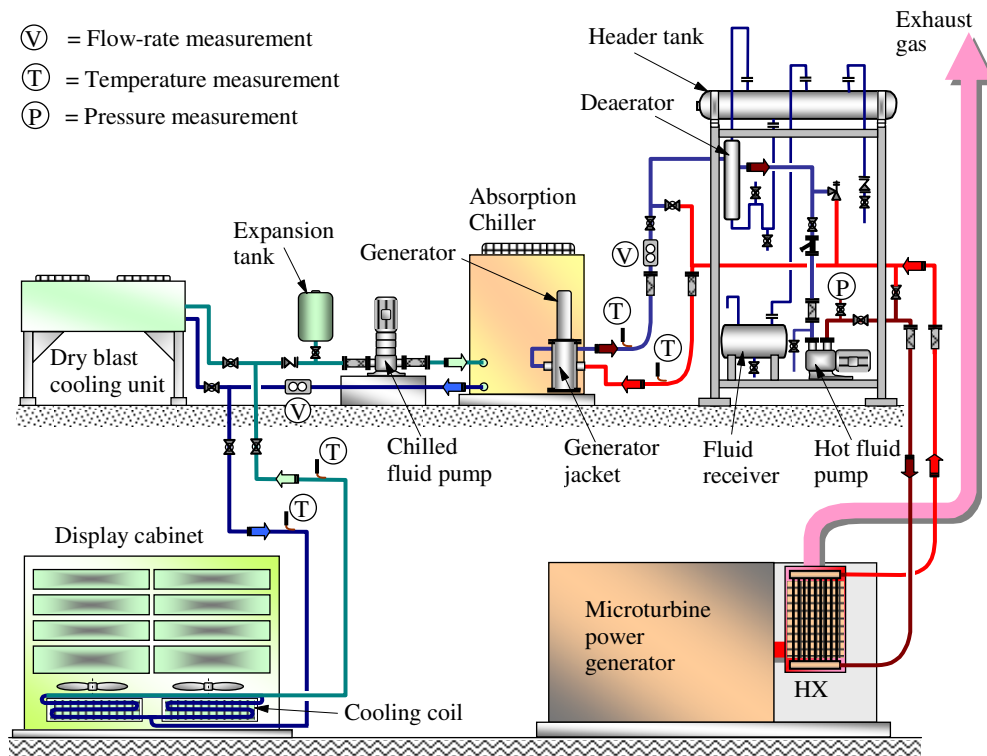 V = Flow-rate measurement
T = Temperature measurement
P = Pressure measurement
Exhaust
gas
Header tank
Deaerator
Absorption
Chiller
Expansion
tank
Generator
V
T
T
P
Dry blast
cooling unit
V
Chilled
fluid pump
Generator
jacket
Fluid
receiver
Hot fluid
pump
T
T
Display cabinet
Microturbine
power
generator
HX
Cooling coil